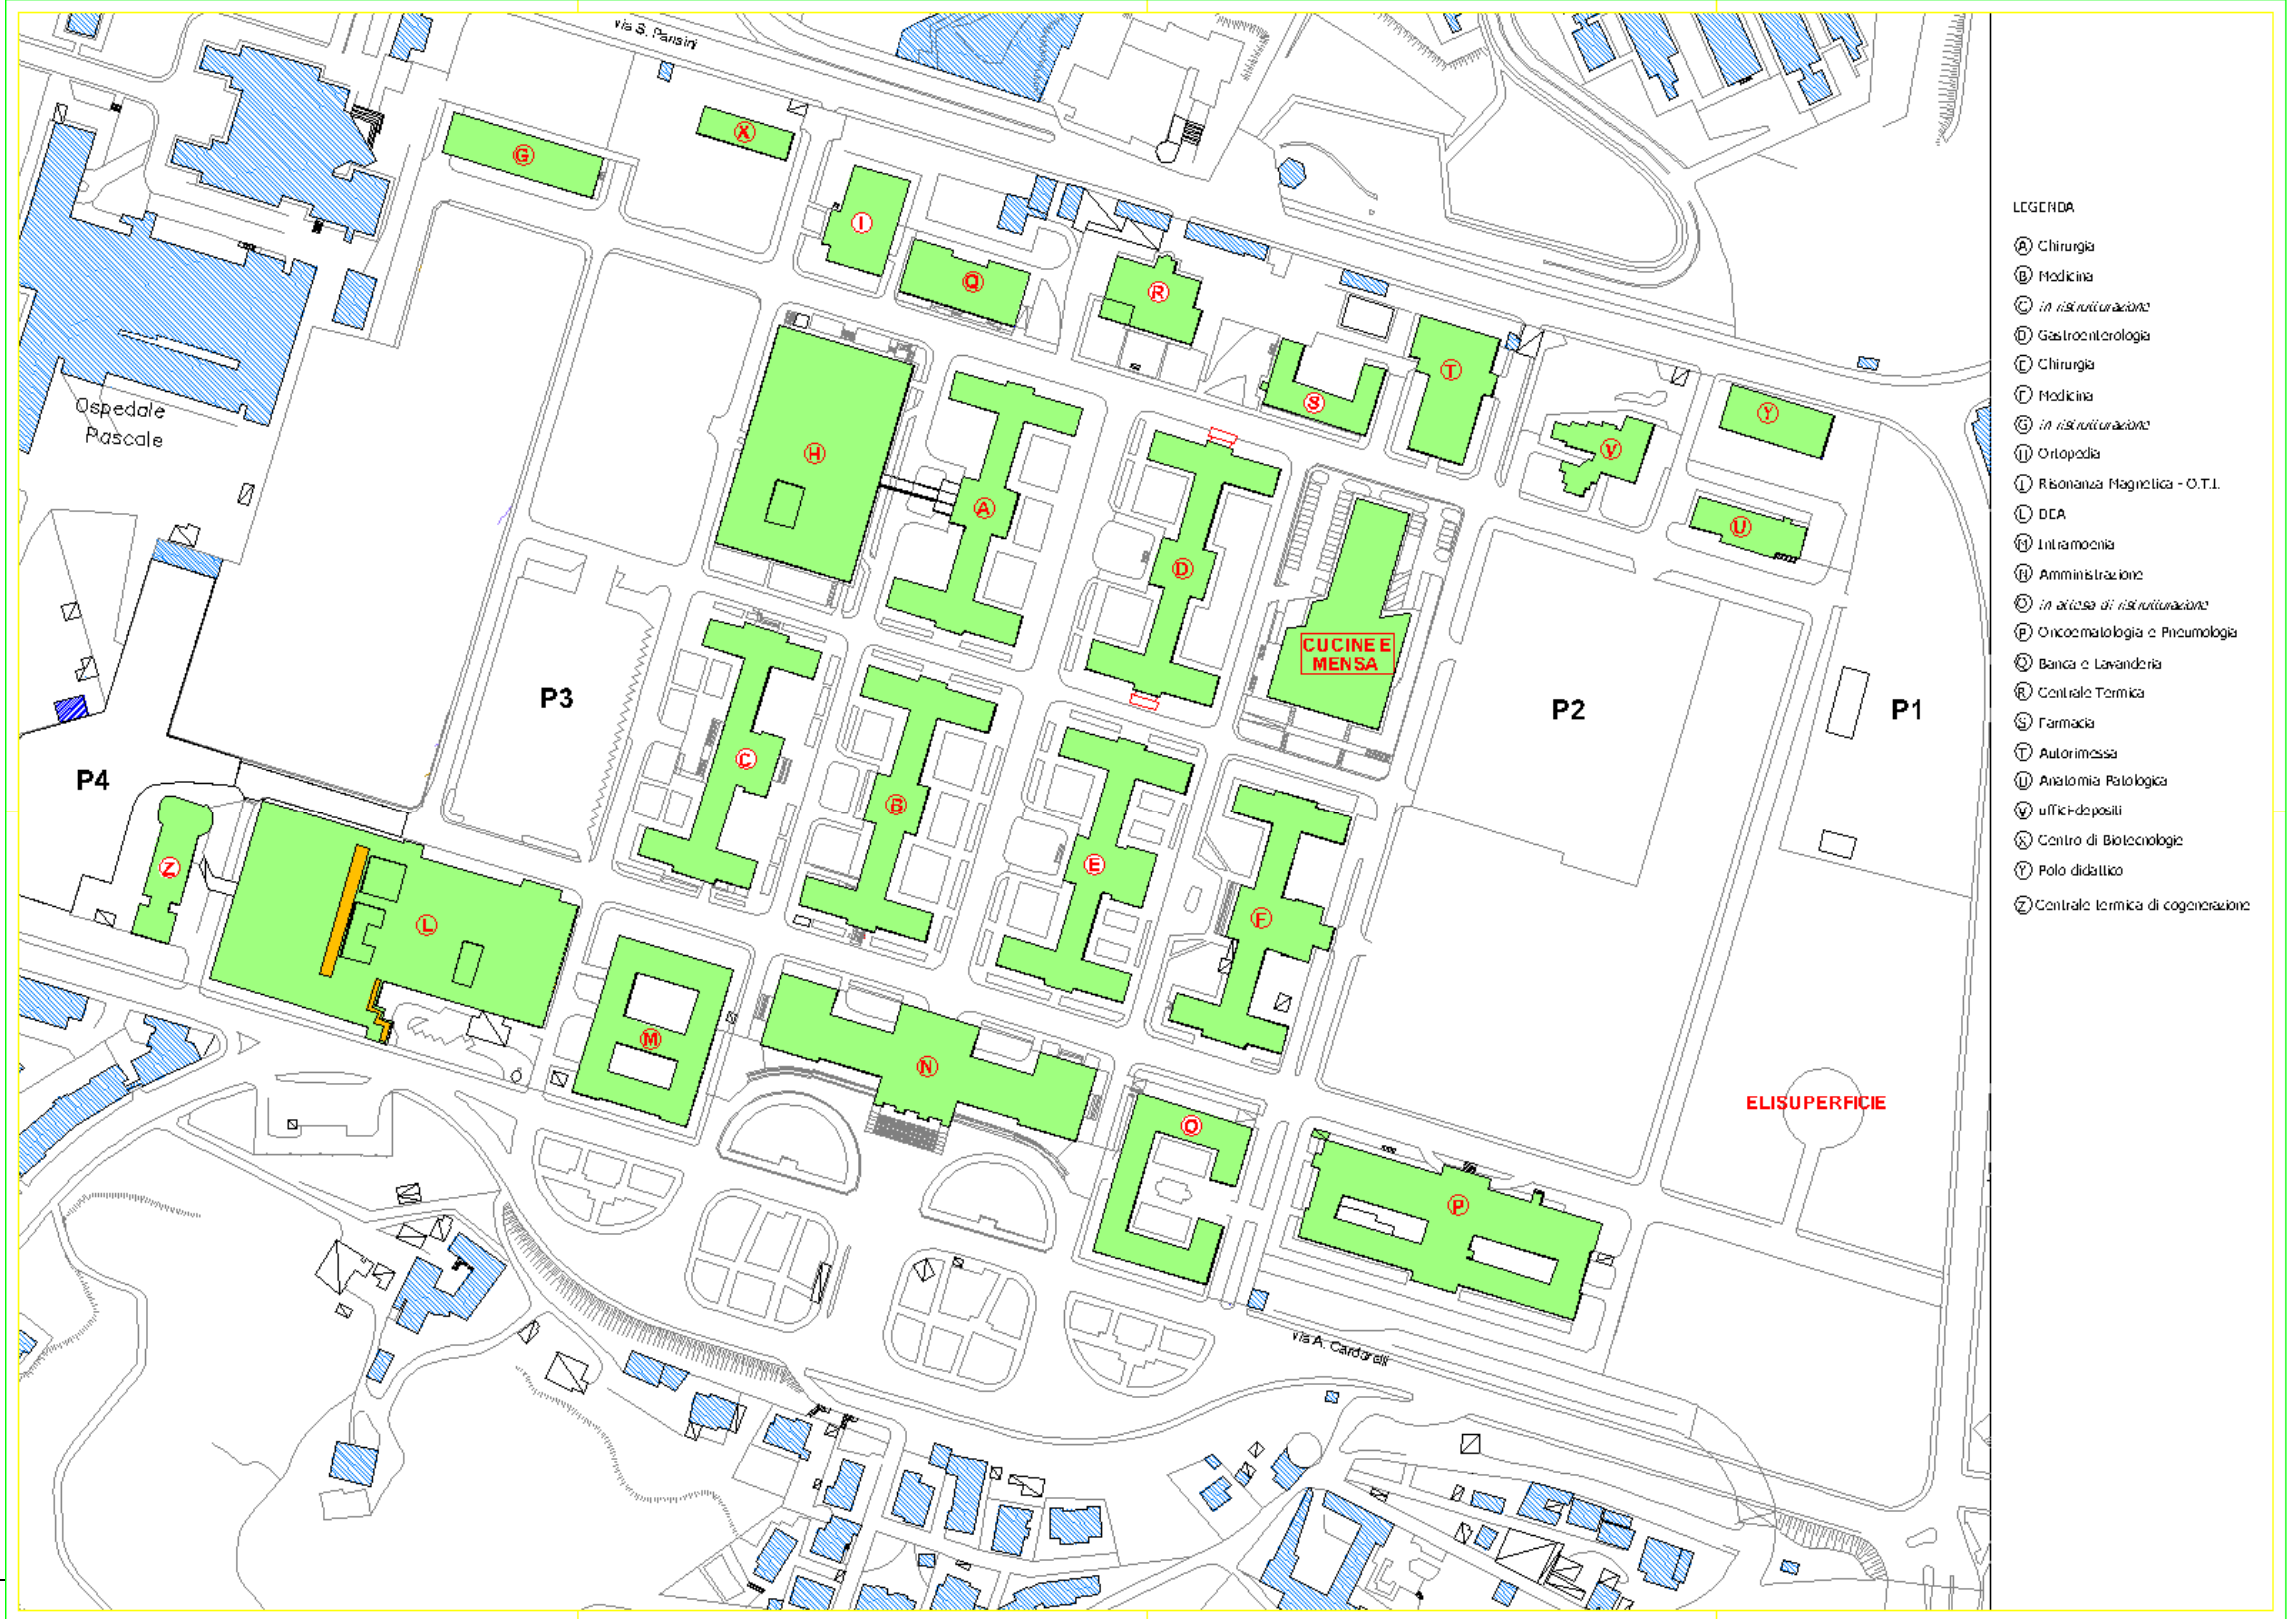 Via S. Pansini
X
G
I
Q
R
T
S
Y
V
Ospedale
Pascale
H
A
U
D
CUCINE E
MENSA
P3
P2
P1
C
P4
B
E
Z
F
L
M
N
ELISUPERFICIE
O
P
Via A. Cardarelli
LEGENDA
A Chirurgia
B Medicina
C in ristrutturazione
D Gastroenterologia
E Chirurgia
F Medicina
G in ristrutturazione
H Ortopedia
I Risonanza Magnetica - O.T.I.
L DEA
M Intramoenia
N Amministrazione
O in attesa di ristrutturazione
P Oncoematologia e Pneumologia
Q Banca e Lavanderia
R Centrale Termica
S Farmacia
T Autorimessa
U Anatomia Patologica
V uffici-depositi
X Centro di Biotecnologie
Y Polo didattico
Z Centrale termica di cogenerazione